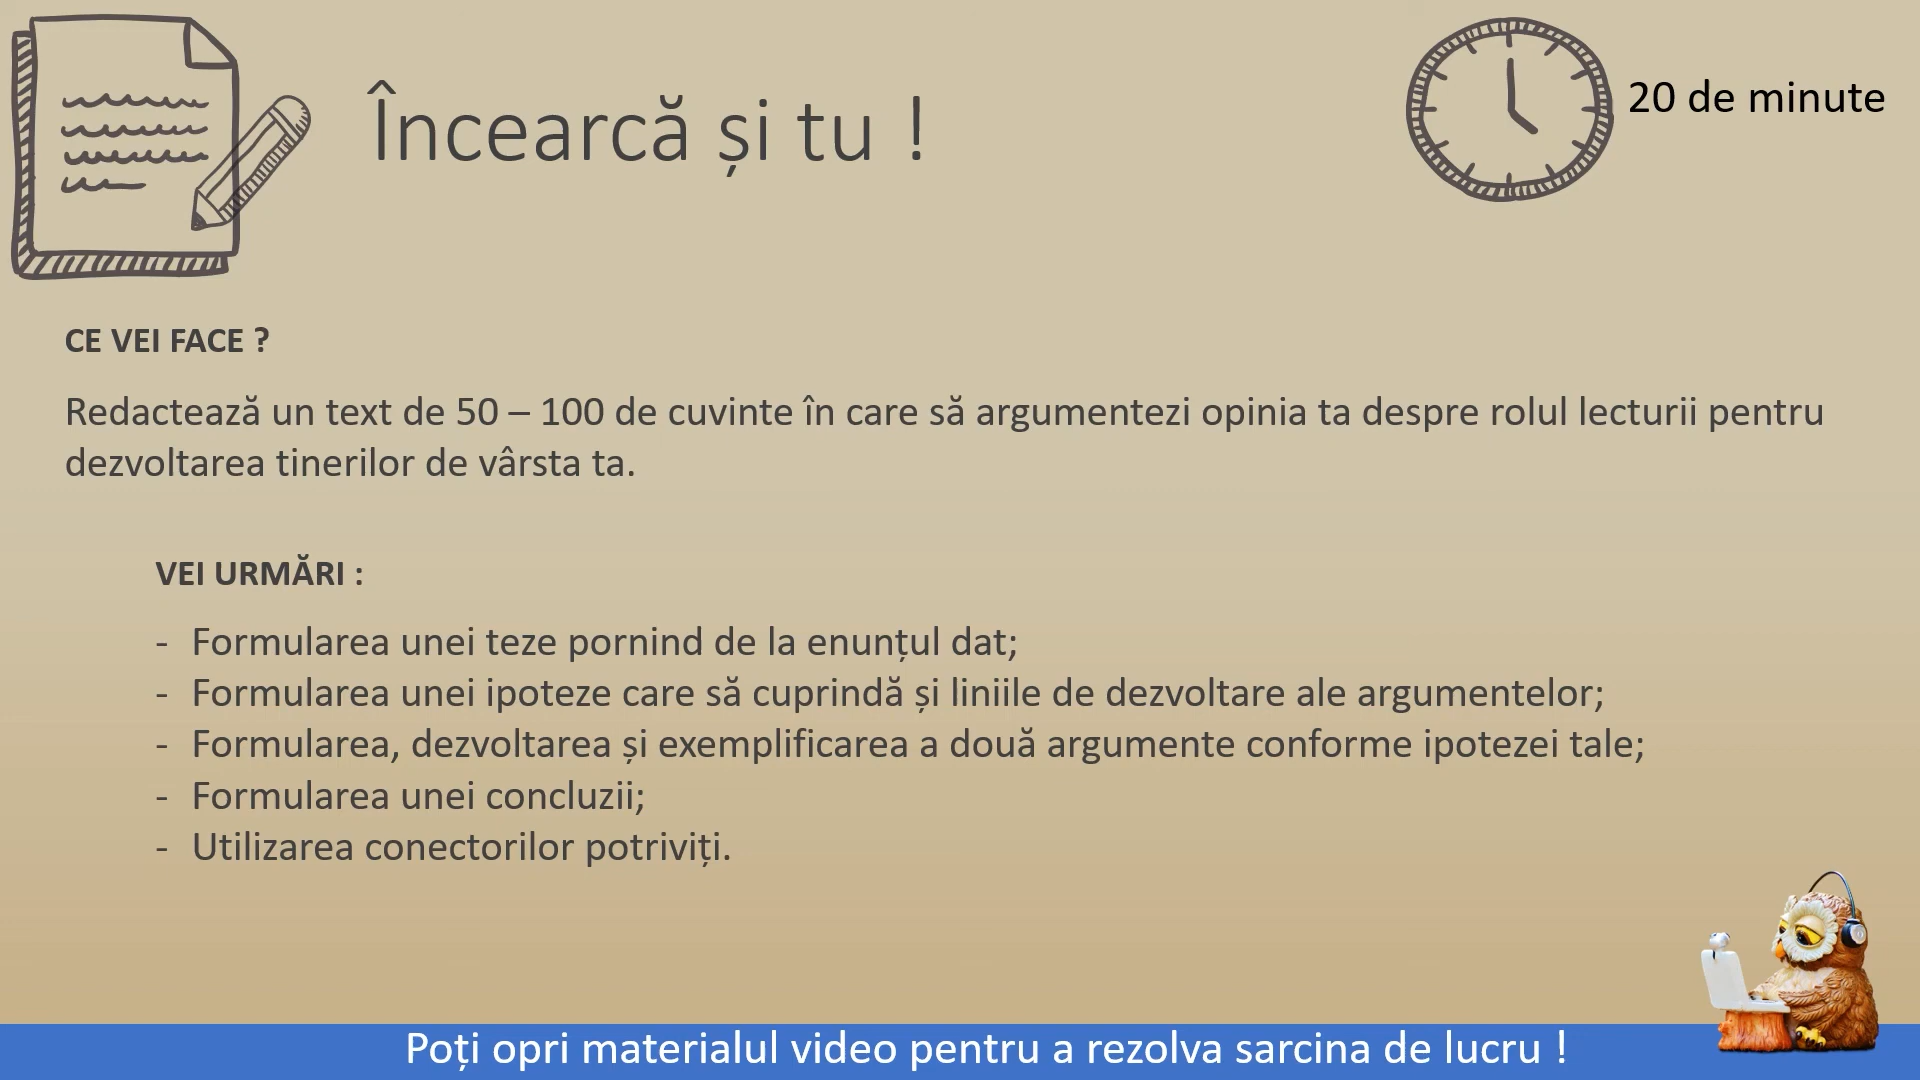 Încearcă și tu !
20 de minute
CE VEI FACE ?
Redactează un text de 50 – 100 de cuvinte în care să argumentezi opinia ta despre rolul lecturii pentru
dezvoltarea tinerilor de vârsta ta.
VEI URMĂRI :
- Formularea unei teze pornind de la enunțul dat;
- Formularea unei ipoteze care să cuprindă și liniile de dezvoltare ale argumentelor;
- Formularea, dezvoltarea și exemplificarea a două argumente conforme ipotezei tale;
- Formularea unei concluzii;
- Utilizarea conectorilor potriviți.
Poți opri materialul video pentru a rezolva sarcina de lucru !